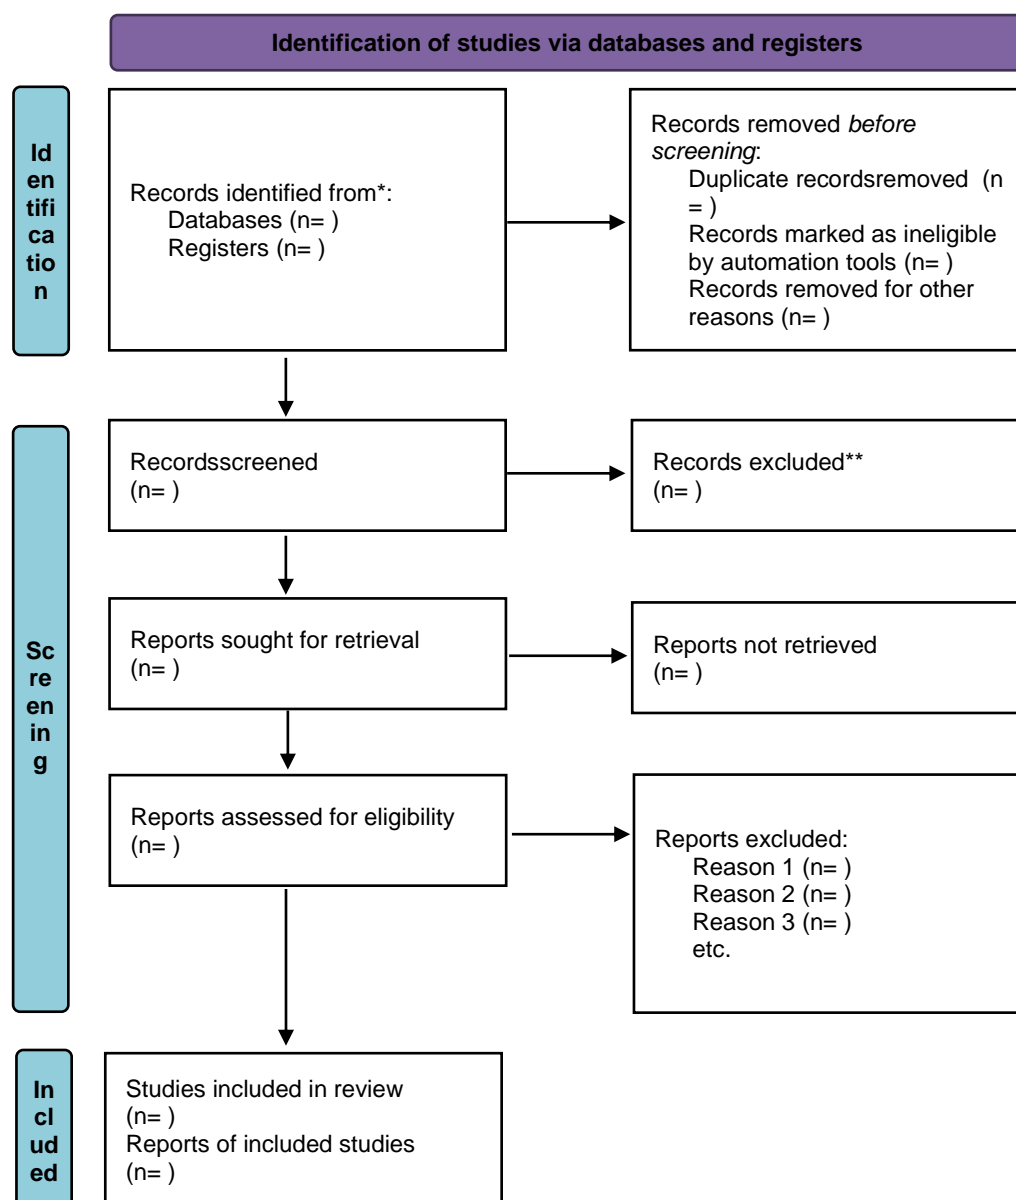 Identification of studies via databases and registers
Id
en
tifi
ca
tio
n
Records identified from*:
Databases (n= )
Registers (n= )
Records removed before
screening:
Duplicate recordsremoved  (n
= )
Records marked as ineligible
by automation tools (n= )
Records removed for other
reasons (n= )
Sc
re
en
in
g
Recordsscreened
(n= )
Records excluded**
(n= )
Reports sought for retrieval
(n= )
Reports not retrieved
(n= )
Reports assessed for eligibility
(n= )
Reports excluded:
Reason 1 (n= )
Reason 2 (n= )
Reason 3 (n= )
etc.
In
cl
ud
ed
Studies included in review
(n= )
Reports of included studies
(n= )